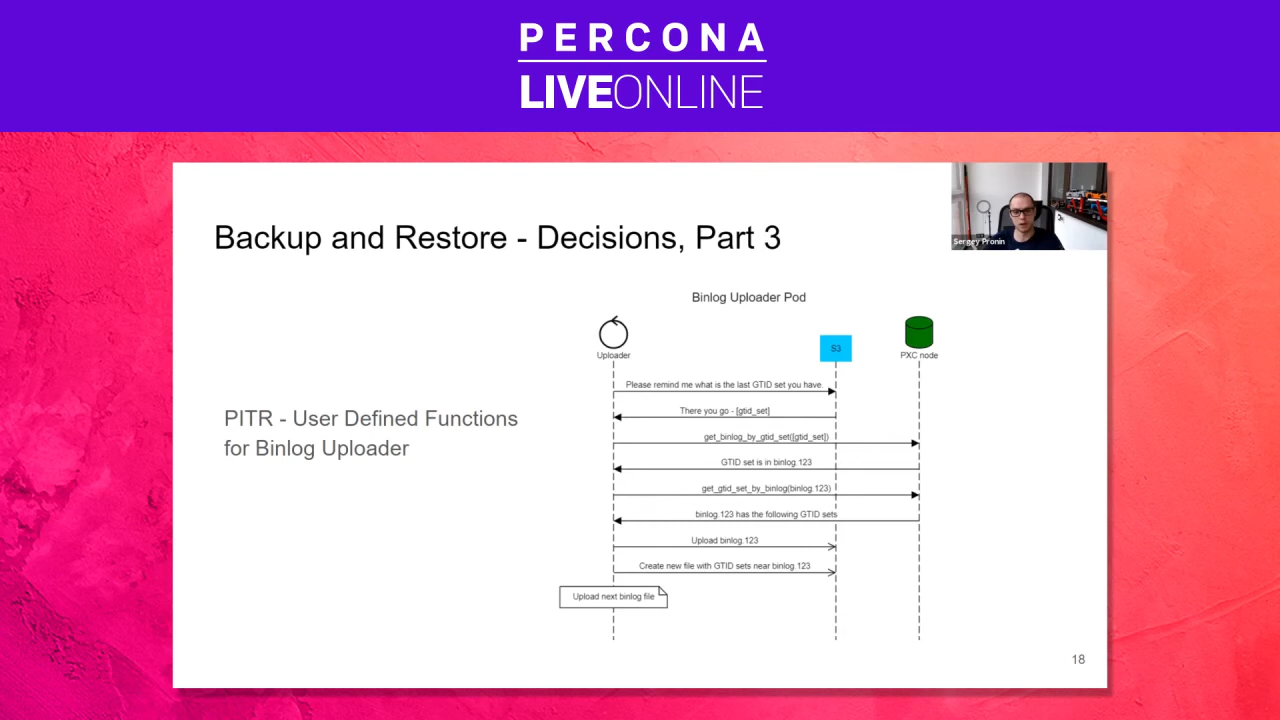 PERCONA
LIVEONLINE
Sergey Pronin
Backup and Restore - Decisions, Part 3
Binlog Uploader Pod
Uploader
S3
PXC node
Please remind me what is the last GTID set you have.
There you go - [gtid_set]
PITR - User Defined Functions
for Binlog Uploader
get_binlog_by_gtid_set([gtid_set])
GTID set is in binlog.123
get_gtid_set_by_binlog(binlog.123)
binlog.123 has the following GTID sets
Upload binlog.123
Create new file with GTID sets near binlog.123
Upload next binlog file
18